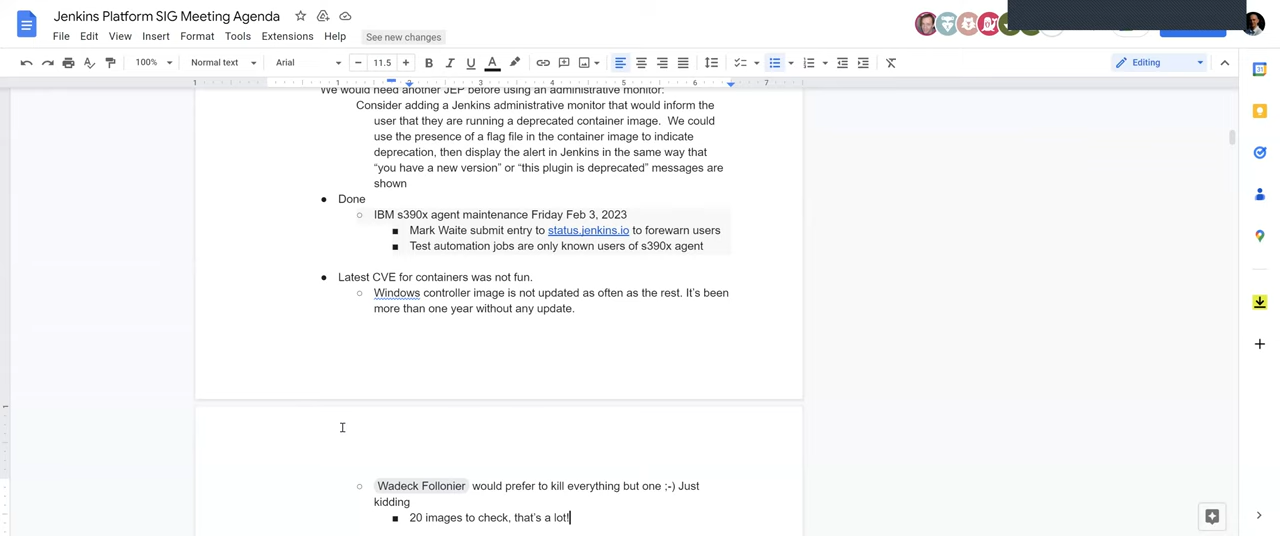 Jenkins Platform SIG Meeting Agenda
File Edit View Insert Format Tools Extensions Help See new changes
100% Normal text Arial 11.5 B I U A Editing
1 1 2 3 4 5 6 7
We would need another JEP before using an administrative monitor:
Consider adding a Jenkins administrative monitor that would inform the
user that they are running a deprecated container image. We could
use the presence of a flag file in the container image to indicate
deprecation, then display the alert in Jenkins in the same way that
“you have a new version” or “this plugin is deprecated” messages are
shown
● Done
○ IBM s390x agent maintenance Friday Feb 3, 2023
■ Mark Waite submit entry to status.jenkins.io to forewarn users
■ Test automation jobs are only known users of s390x agent
● Latest CVE for containers was not fun.
○ Windows controller image is not updated as often as the rest. It’s been
more than one year without any update.
○ Wadeck Follonier would prefer to kill everything but one ;-) Just
kidding
■ 20 images to check, that’s a lot!